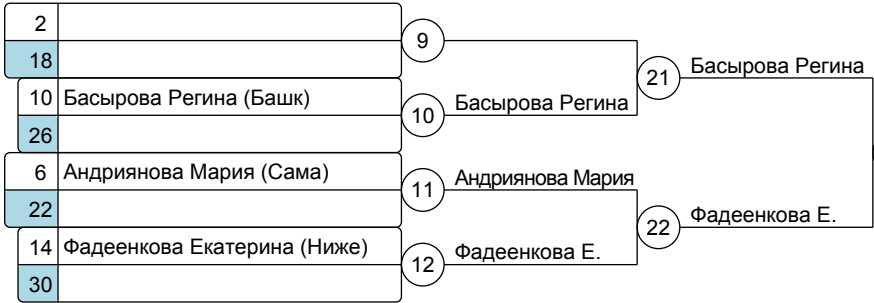 2
18
9
10 Басырова Регина (Башк)
26
10
Басырова Регина
21
Басырова Регина
6 Андриянова Мария (Сама)
22
11
Андриянова Мария
14 Фадеенкова Екатерина (Ниже)
30
12
Фадеенкова Е.
22
Фадеенкова Е.